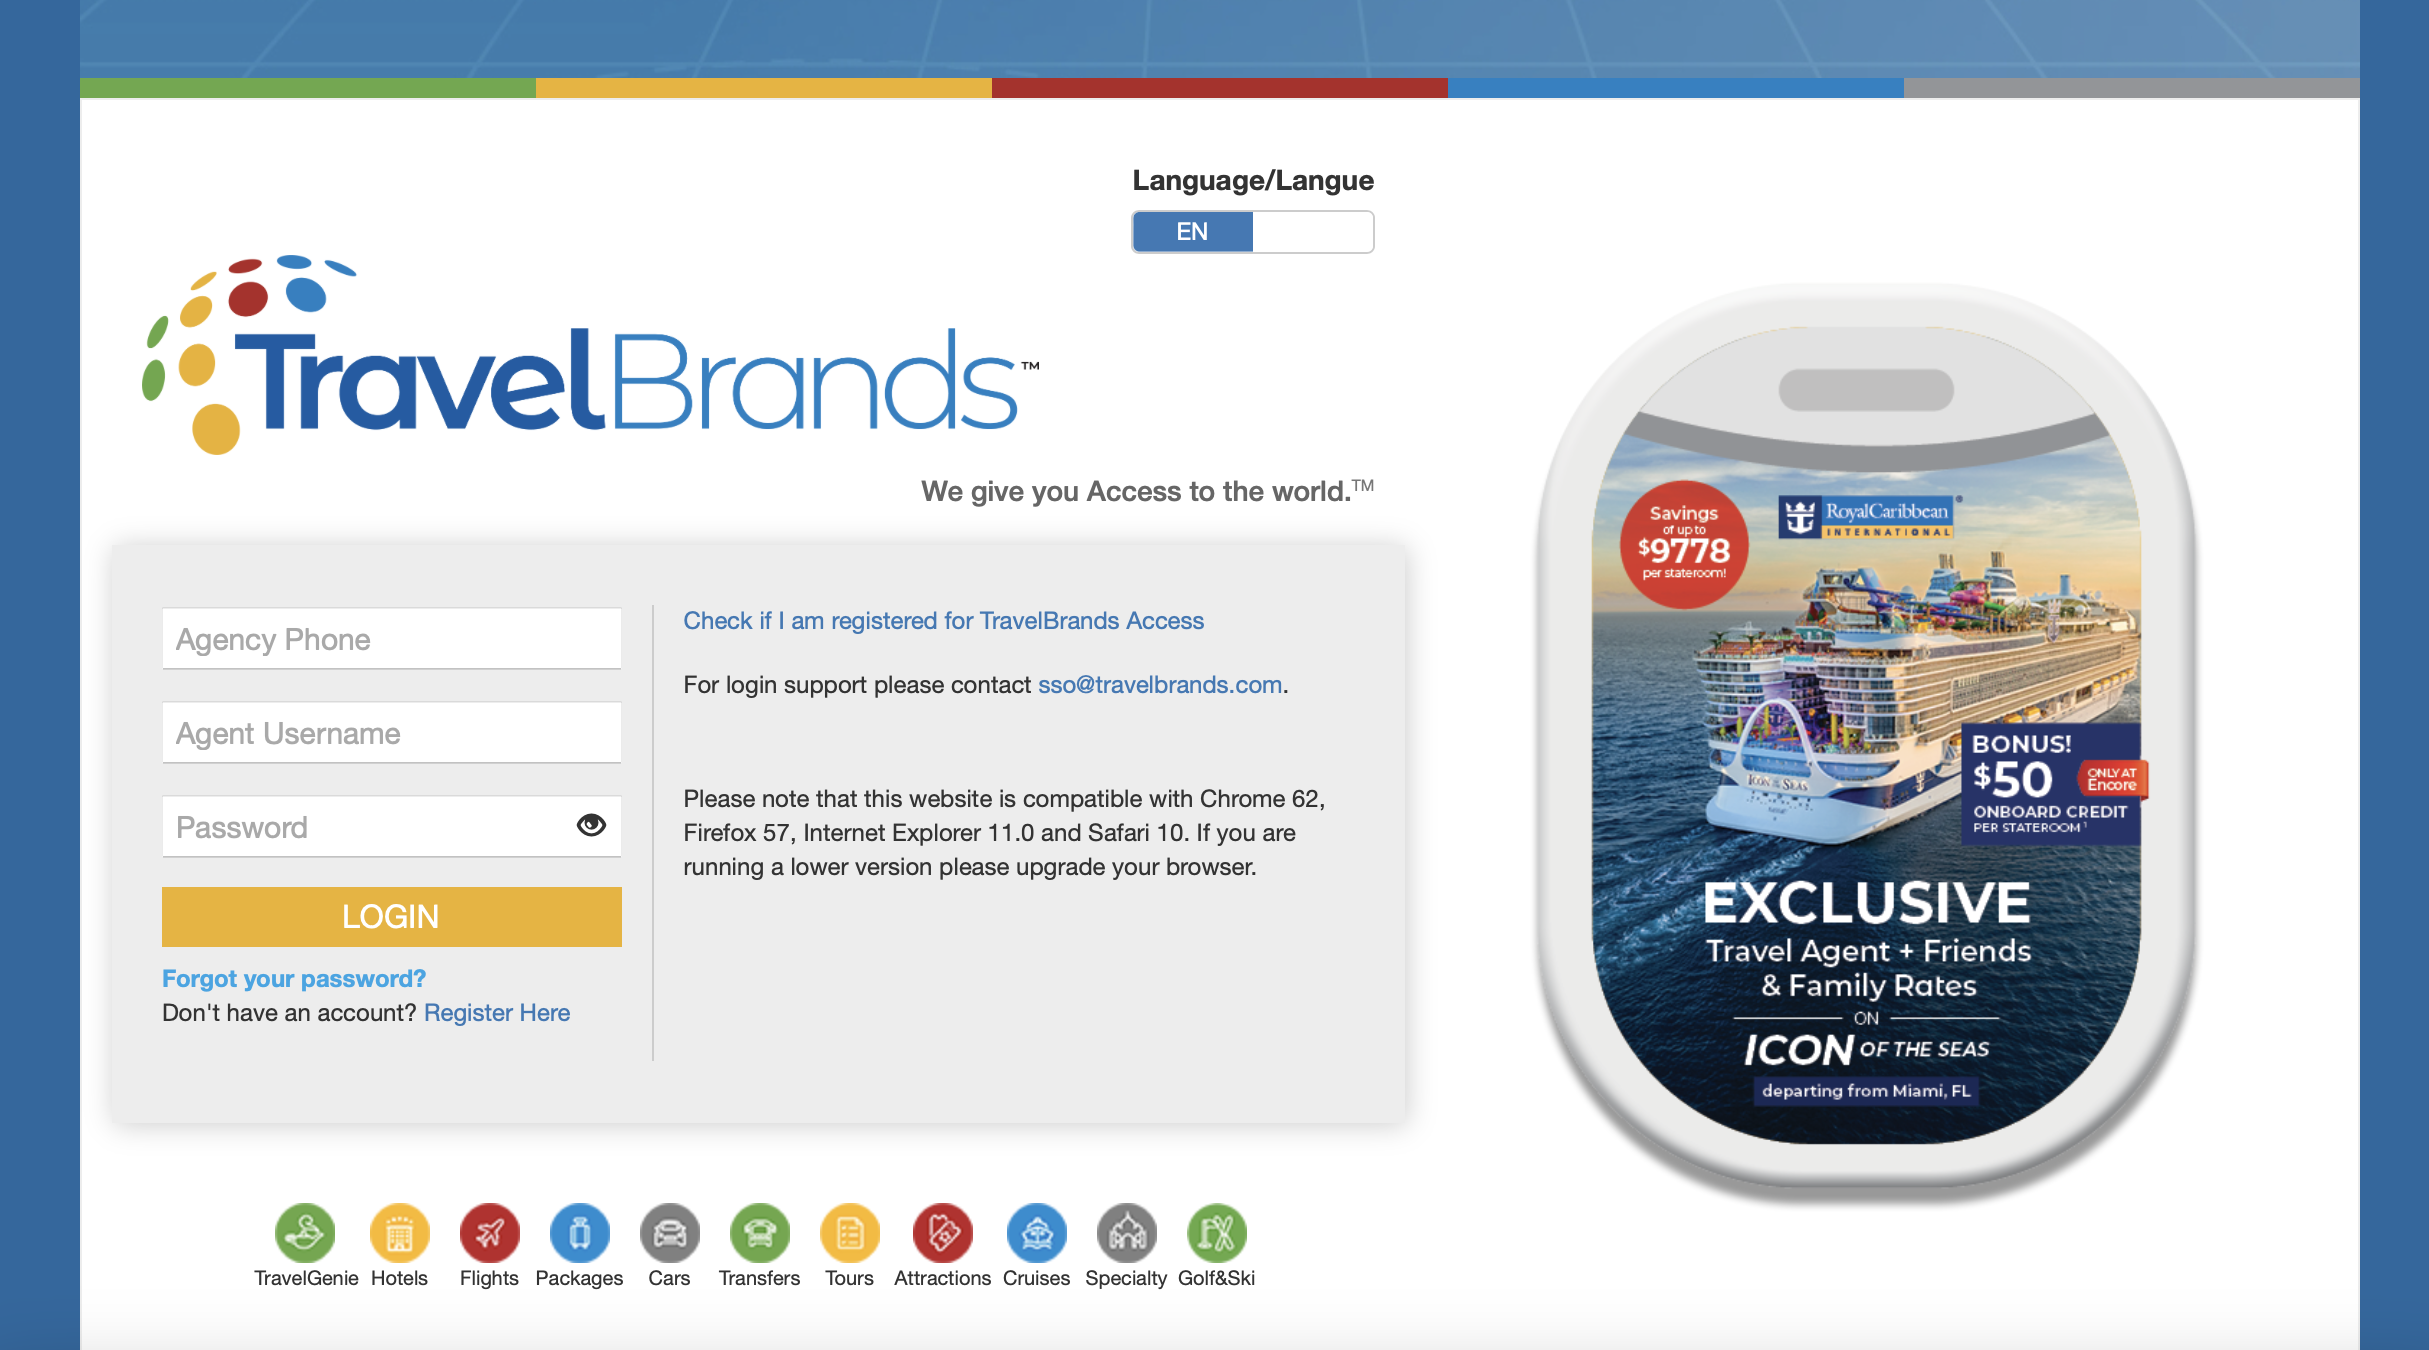 Language/Langue
EN
TravelBrands™
We give you Access to the world.™
Agency Phone
Agent Username
Password
LOGIN
Forgot your password?
Don't have an account? Register Here
Check if I am registered for TravelBrands Access
For login support please contact sso@travelbrands.com.
Please note that this website is compatible with Chrome 62,
Firefox 57, Internet Explorer 11.0 and Safari 10. If you are
running a lower version please upgrade your browser.
Savings
of up to
$9778
per stateroom!
RoyalCaribbean®
INTERNATIONAL
ICON OF THE SEAS
BONUS!
$50
ONLY AT
Encore
ONBOARD CREDIT
PER STATEROOM¹
EXCLUSIVE
Travel Agent + Friends
& Family Rates
ON
ICON OF THE SEAS
departing from Miami, FL
TravelGenie Hotels Flights Packages Cars Transfers Tours Attractions Cruises Specialty Golf&Ski